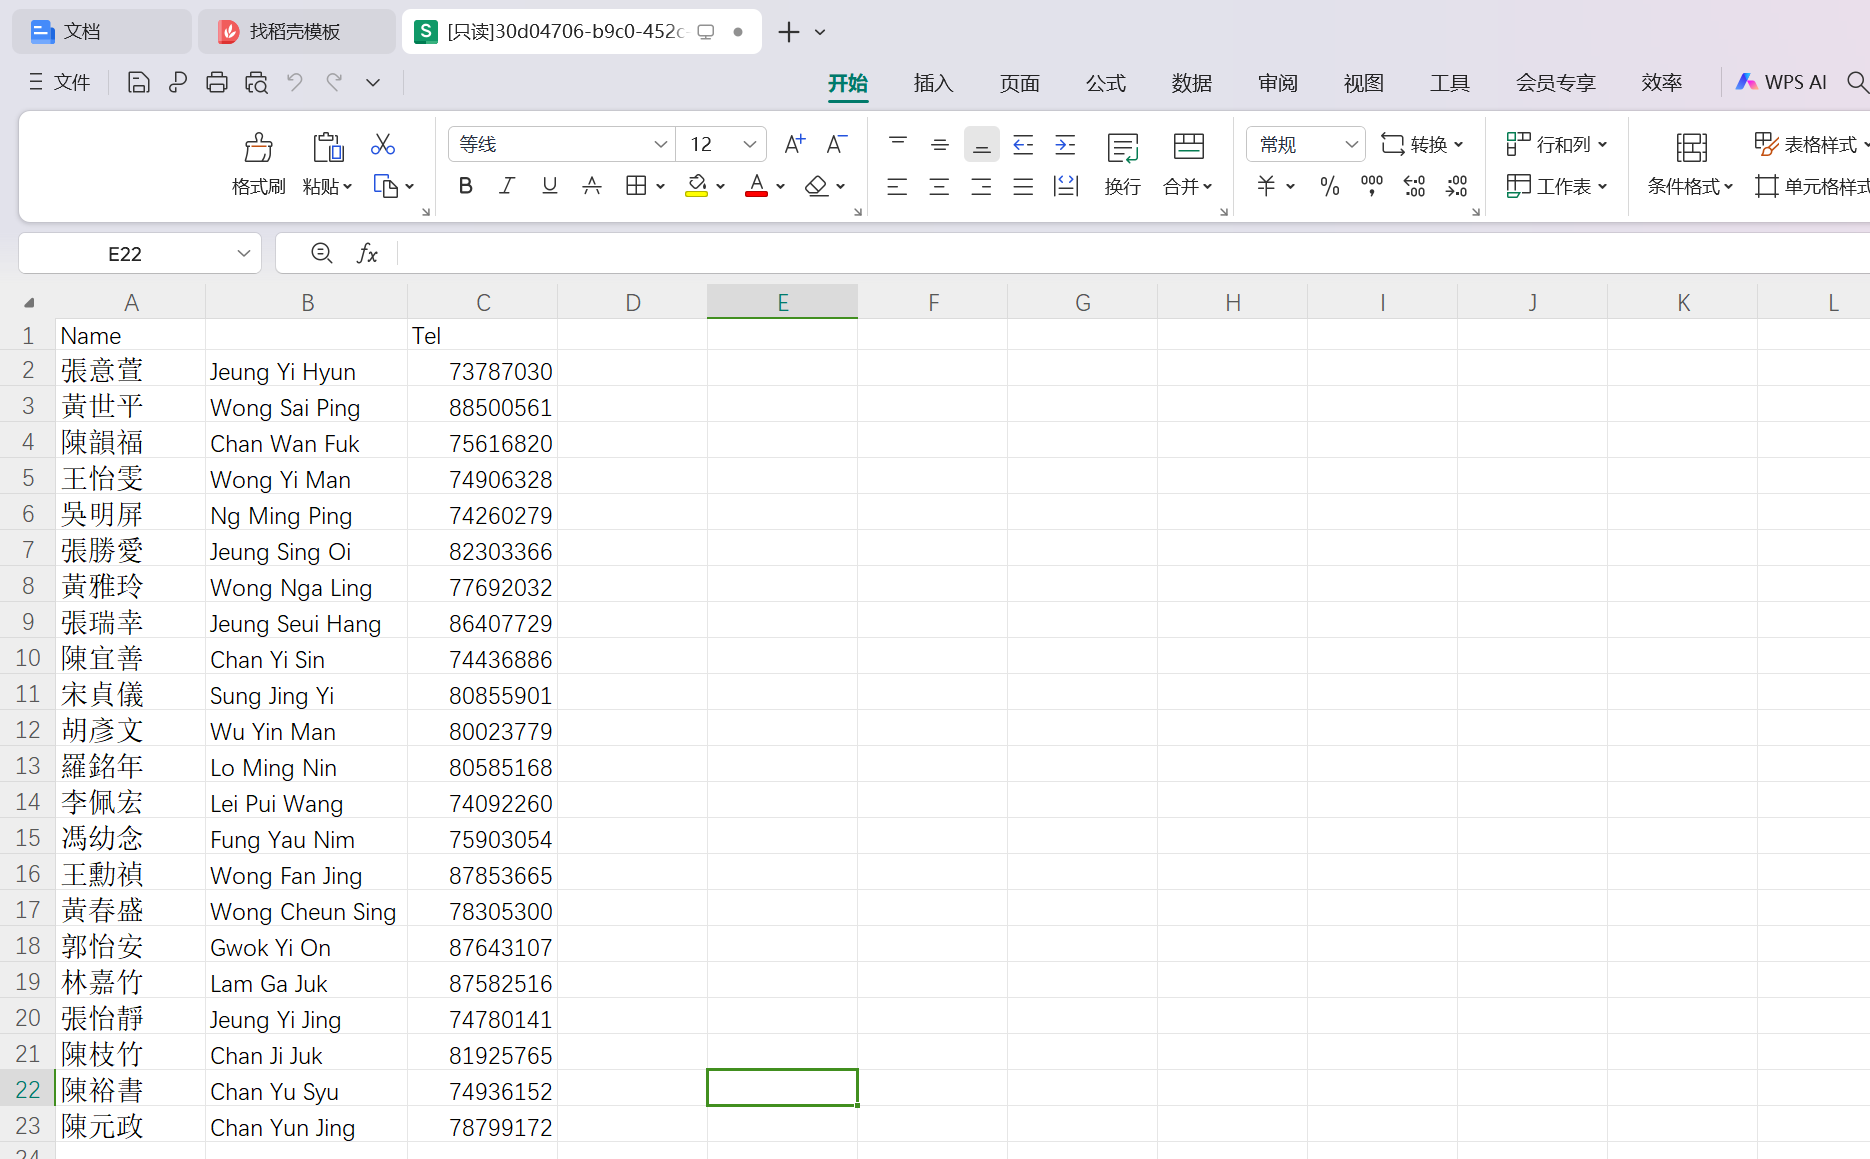 文档 找稻壳模板 S [只读]30d04706-b9c0-452c-
文件 开始 插入 页面 公式 数据 审阅 视图 工具 会员专享 效率 WPS AI
等线 12 A+ A- 常规 转换 行和列 表格样式
格式刷 粘贴 B I U A A 换行 合并 羊 % 000 工作表 条件格式 单元格样式
E22 fx
A B C D E F G H I J K L
1 Name Tel
2 張意萱 Jeung Yi Hyun 73787030
3 黃世平 Wong Sai Ping 88500561
4 陳韻福 Chan Wan Fuk 75616820
5 王怡雯 Wong Yi Man 74906328
6 吳明屏 Ng Ming Ping 74260279
7 張勝愛 Jeung Sing Oi 82303366
8 黃雅玲 Wong Nga Ling 77692032
9 張瑞幸 Jeung Seui Hang 86407729
10 陳宜善 Chan Yi Sin 74436886
11 宋貞儀 Sung Jing Yi 80855901
12 胡彥文 Wu Yin Man 80023779
13 羅銘年 Lo Ming Nin 80585168
14 李佩宏 Lei Pui Wang 74092260
15 馮幼念 Fung Yau Nim 75903054
16 王勳禎 Wong Fan Jing 87853665
17 黃春盛 Wong Cheun Sing 78305300
18 郭怡安 Gwok Yi On 87643107
19 林嘉竹 Lam Ga Juk 87582516
20 張怡靜 Jeung Yi Jing 74780141
21 陳枝竹 Chan Ji Juk 81925765
22 陳裕書 Chan Yu Syu 74936152
23 陳元政 Chan Yun Jing 78799172
24